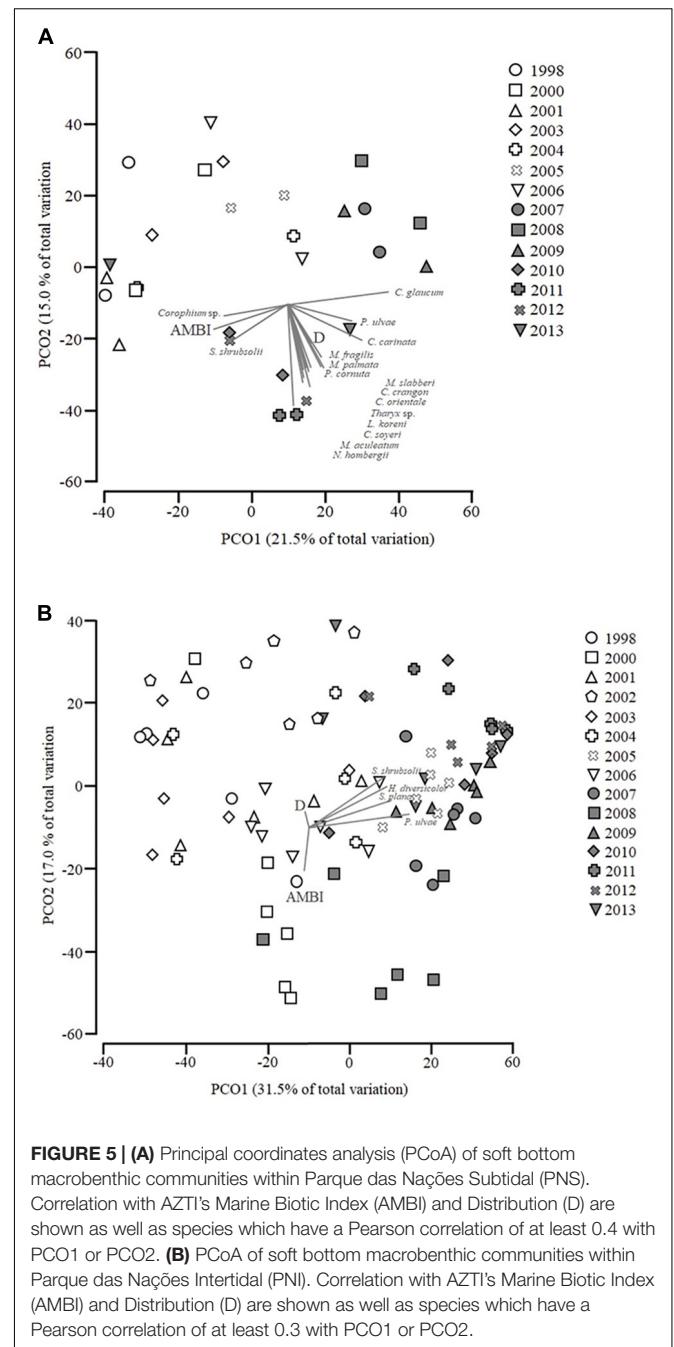 A
60
40
20
0
-20
-40
-60
PCO2 (15.0 % of total variation)
-40
-20
0
20
40
60
PCO1 (21.5% of total variation)
C. glaucum
Corophium sp.
P. ulvae
AMBI
D
C. carinata
S. shrubsolii
M. fragilis
M. palmata
P. cornuta
M. slabberi
C. crangon
C. orientale
Tharyx sp.
L. koreni
C. soyeri
M. aculeatum
N. hombergii
1998
2000
2001
2003
2004
2005
2006
2007
2008
2009
2010
2011
2012
2013
B
40
20
0
-20
-40
-60
PCO2 (17.0 % of total variation)
-40
-40
-20
0
20
60
PCO1 (31.5% of total variation)
S. shrubsolii
H. diversicolor
S. plana
D
P. ulvae
AMBI
1998
2000
2001
2002
2003
2004
2005
2006
2007
2008
2009
2010
2011
2012
2013
FIGURE 5 | (A) Principal coordinates analysis (PCoA) of soft bottom
macrobenthic communities within Parque das Nações Subtidal (PNS).
Correlation with AZTI's Marine Biotic Index (AMBI) and Distribution (D) are
shown as well as species which have a Pearson correlation of at least 0.4 with
PCO1 or PCO2. (B) PCoA of soft bottom macrobenthic communities within
Parque das Nações Intertidal (PNI). Correlation with AZTI's Marine Biotic Index
(AMBI) and Distribution (D) are shown as well as species which have a
Pearson correlation of at least 0.3 with PCO1 or PCO2.